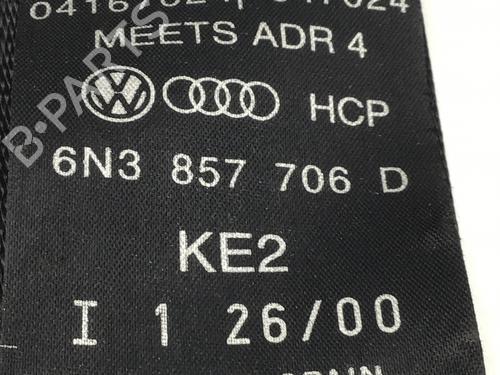 MEETS ADR 4
HCP
6N3 857 706 D
KE2
I 1 26/00
B-PARTS